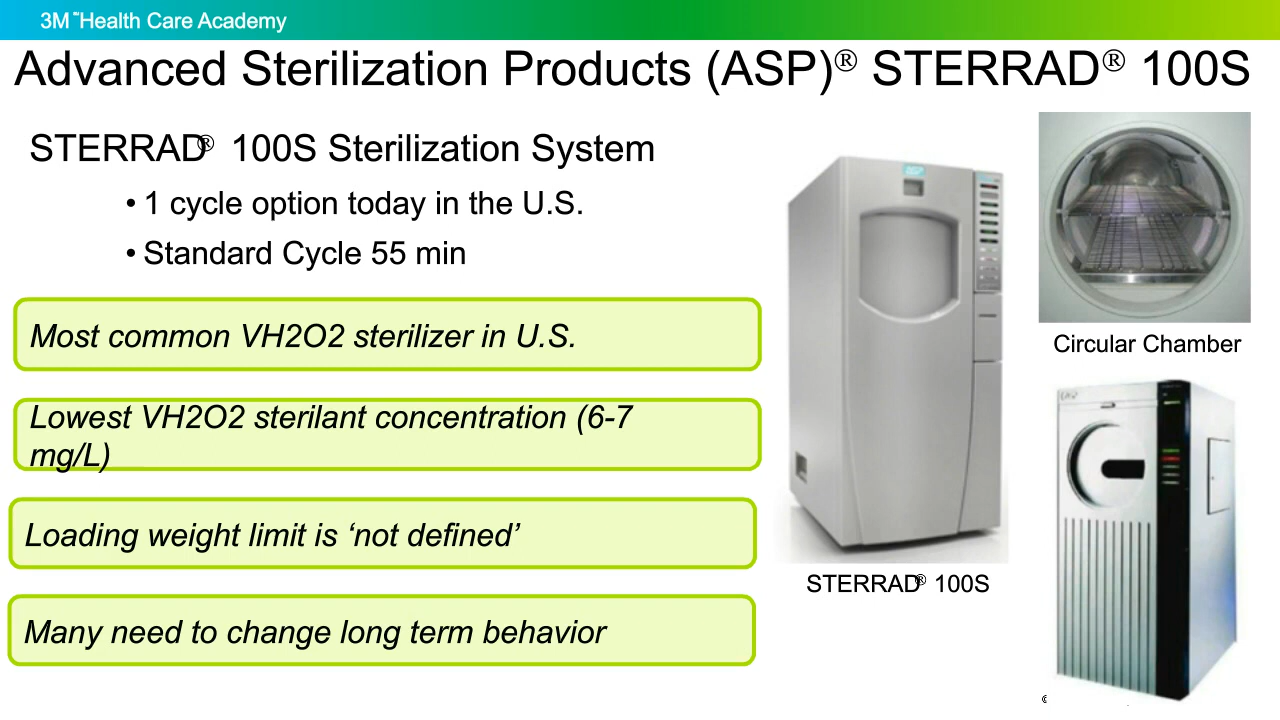 3M™Health Care Academy
Advanced Sterilization Products (ASP)® STERRAD® 100S
STERRAD® 100S Sterilization System
• 1 cycle option today in the U.S.
• Standard Cycle 55 min
Most common VH2O2 sterilizer in U.S.
Lowest VH2O2 sterilant concentration (6-7
mg/L)
Loading weight limit is ‘not defined’
Many need to change long term behavior
ASP
Circular Chamber
STERRAD® 100S
©